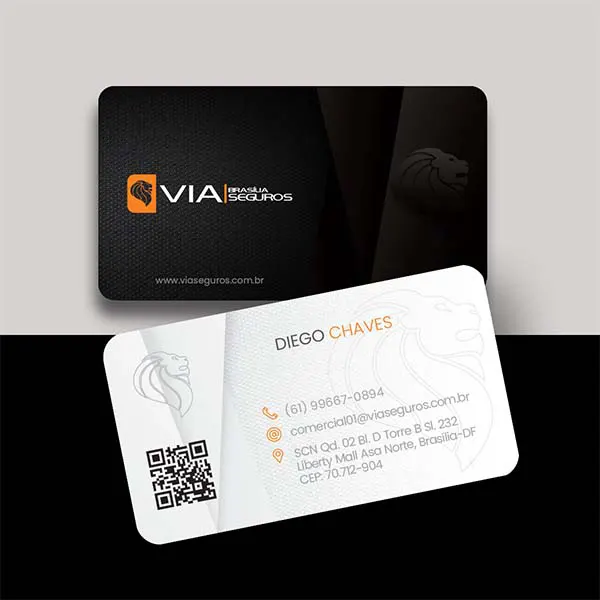 VIA
BRASÍLIA
SEGUROS
www.viaseguros.com.br
DIEGO CHAVES
(61) 99667-0894
comercial01@viaseguros.com.br
SCN Qd. 02 Bl. D Torre B Sl. 232
Liberty Mall Asa Norte, Brasília-DF
CEP: 70.712-904